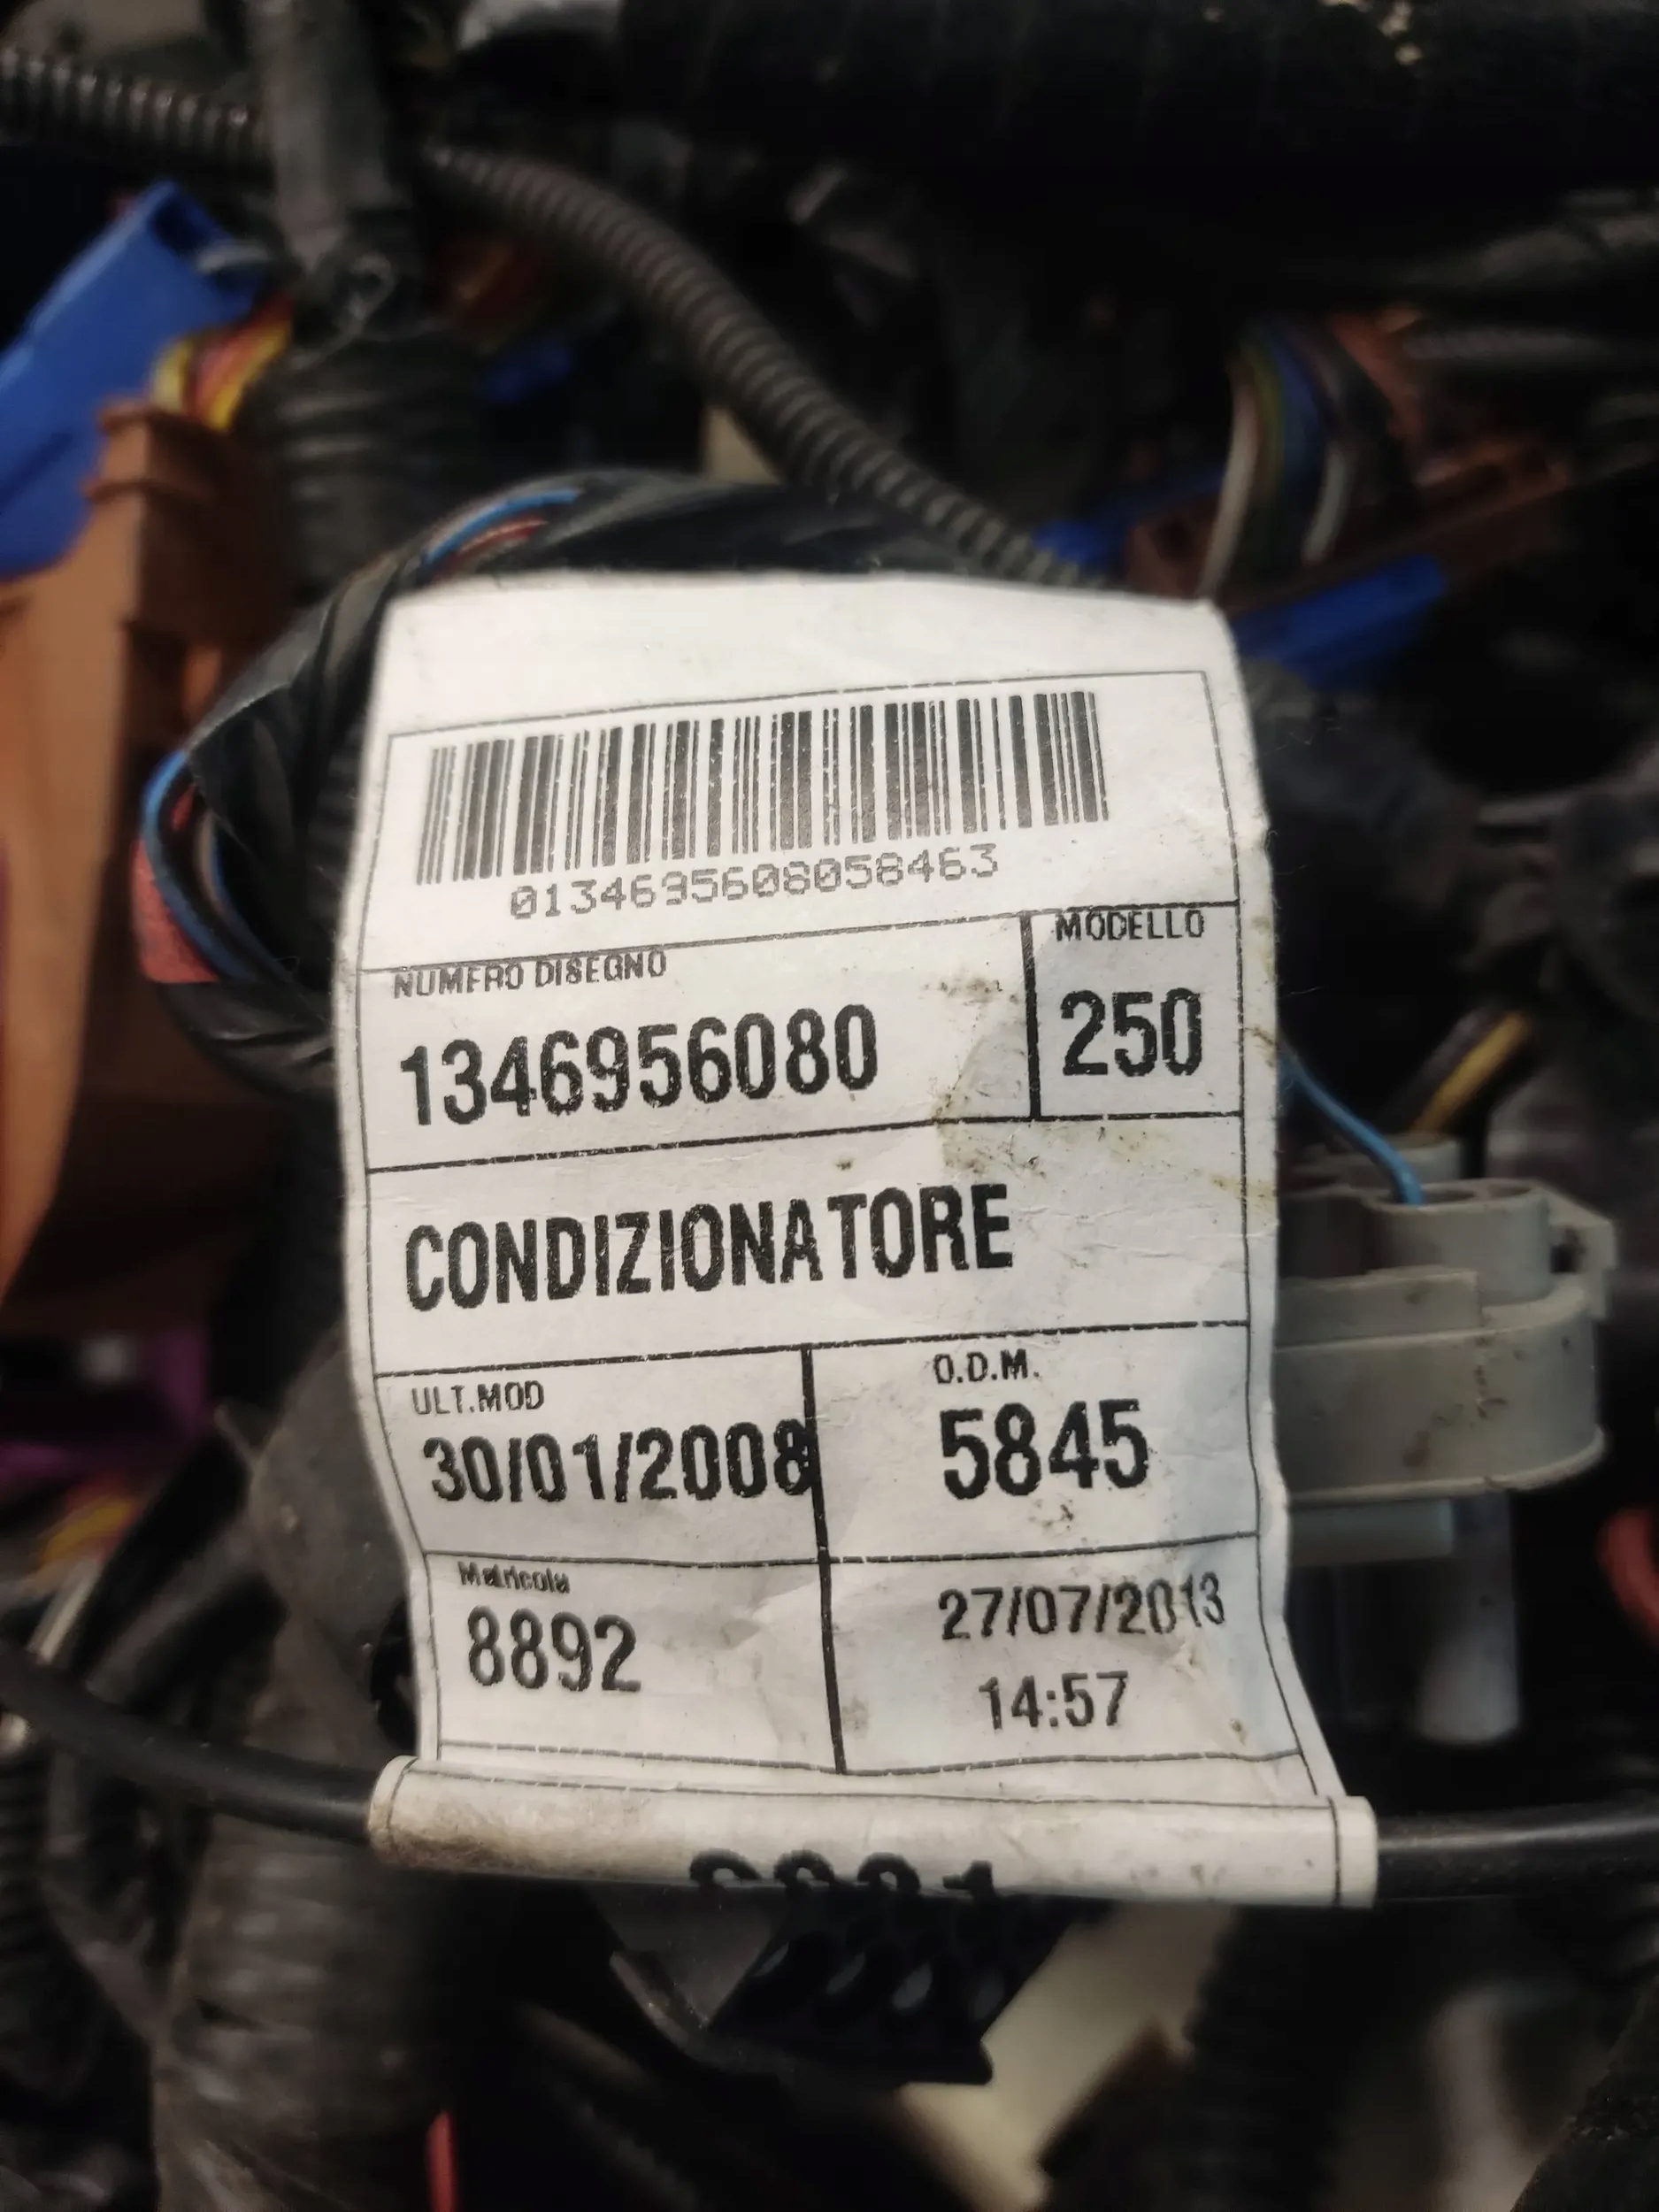 0134695608058463
NUMERO DISEGNO
MODELLO
1346956080
250
CONDIZIONATORE
ULT.MOD
O.D.M.
30/01/2008
5845
Matricola
8892
27/07/2013
14:57